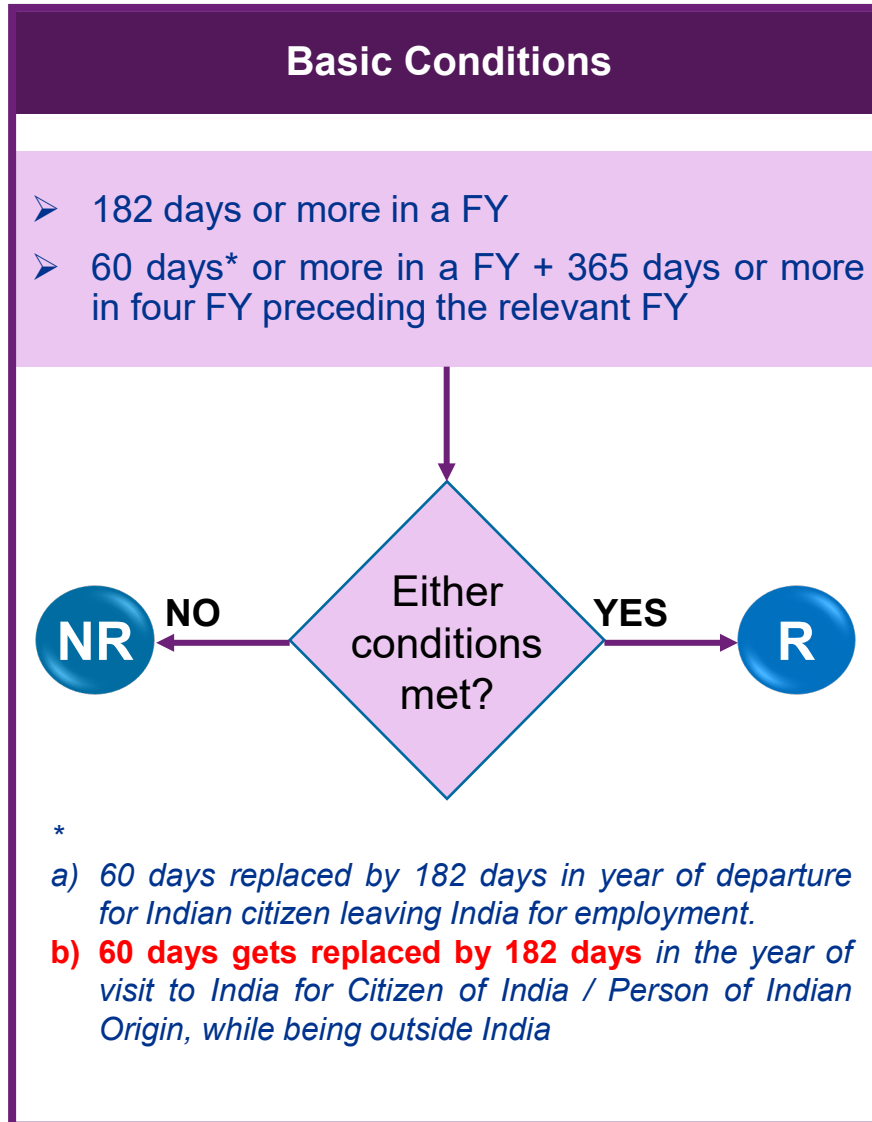 Basic Conditions
➢ 182 days or more in a FY
➢ 60 days* or more in a FY + 365 days or more
in four FY preceding the relevant FY
Either
conditions
met?
NO
YES
NR
R
*
a) 60 days replaced by 182 days in year of departure
for Indian citizen leaving India for employment.
b) 60 days gets replaced by 182 days in the year of
visit to India for Citizen of India / Person of Indian
Origin, while being outside India